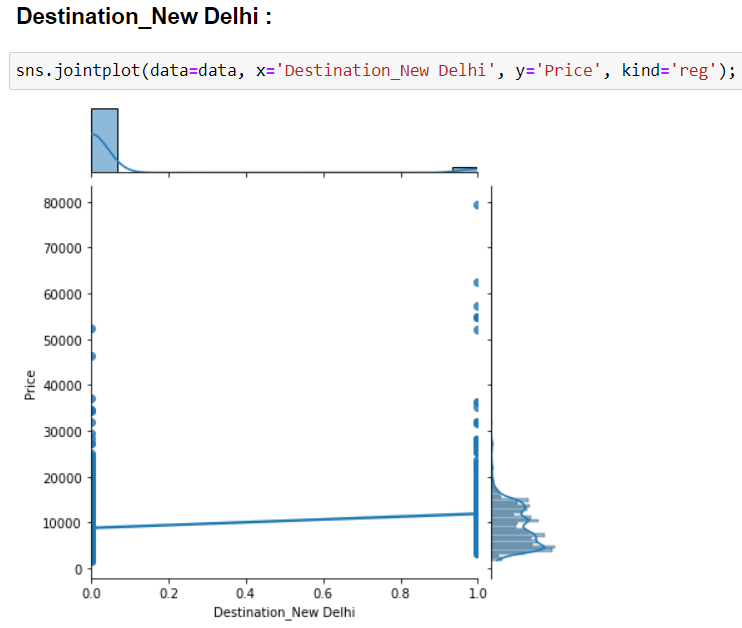 Destination_New Delhi :
sns.jointplot(data=data, x='Destination_New Delhi', y='Price', kind='reg');
80000
70000
60000
50000
40000
30000
20000
10000
0
Price
0.0 0.2 0.4 0.6 0.8 1.0
Destination_New Delhi